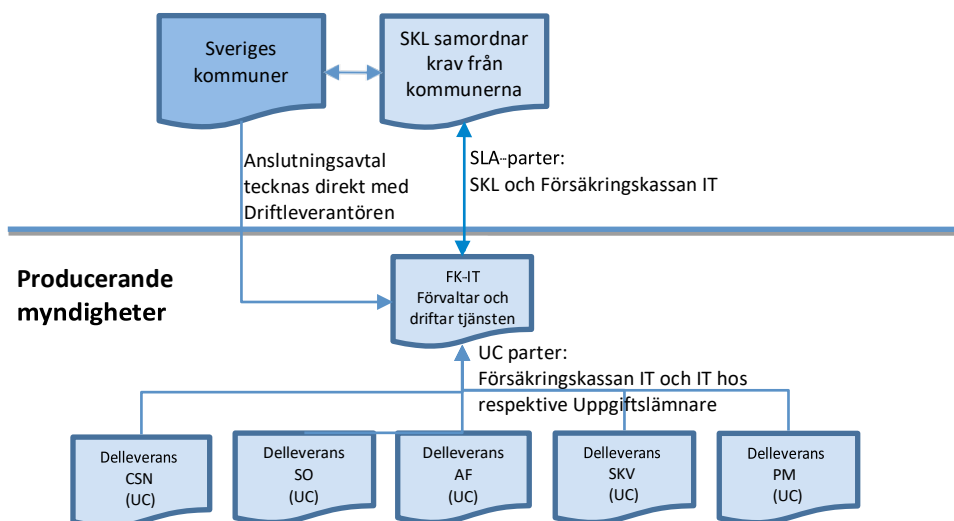 Sveriges
kommuner
SKL samordnar
krav från
kommunerna
Anslutningsavtal
tecknas direkt med
Driftleverantören
SLA-parter:
SKL och Försäkringskassan IT
Producerande
myndigheter
FK-IT
Förvaltar och
driftar tjänsten
UC parter:
Försäkringskassan IT och IT hos
respektive Uppgiftslämnare
Delleverans
CSN
(UC)
Delleverans
SO
(UC)
Delleverans
AF
(UC)
Delleverans
SKV
(UC)
Delleverans
PM
(UC)